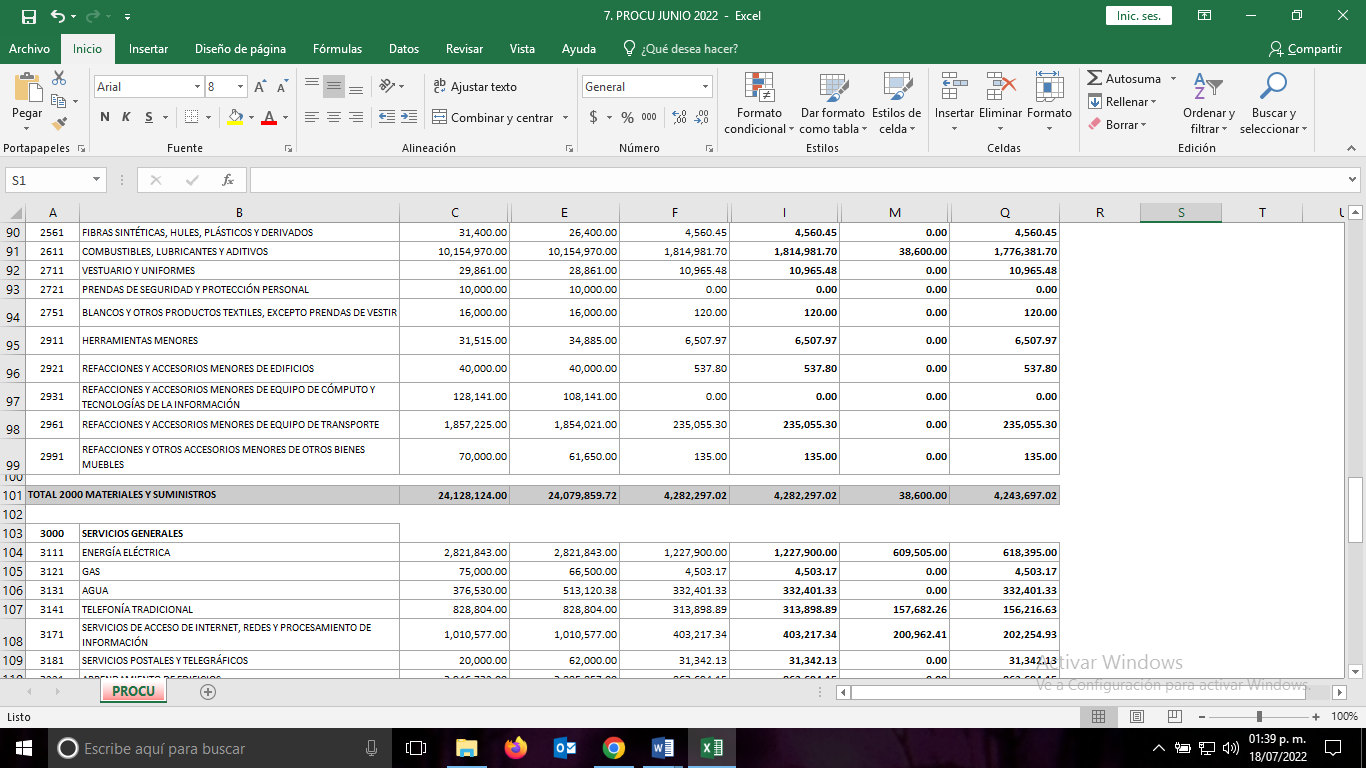 7. PROCU JUNIO 2022 - Excel
Inic. ses.
Archivo Inicio Insertar Diseño de página Fórmulas Datos Revisar Vista Ayuda ¿Qué desea hacer? Compartir
Pegar
Portapapeles
Arial 8
N K S
Fuente
Ajustar texto
Combinar y centrar
Alineación
General
$ % 000
Número
Formato condicional
Dar formato como tabla
Estilos de celda
Estilos
Insertar Eliminar Formato
Celdas
Autosuma
Rellenar
Borrar
Ordenar y filtrar
Buscar y seleccionar
Edición
S1 fx
A B C E F I M Q R S T
90 2561 FIBRAS SINTÉTICAS, HULES, PLÁSTICOS Y DERIVADOS 31,400.00 26,400.00 4,560.45 4,560.45 0.00 4,560.45
91 2611 COMBUSTIBLES, LUBRICANTES Y ADITIVOS 10,154,970.00 10,154,970.00 1,814,981.70 1,814,981.70 38,600.00 1,776,381.70
92 2711 VESTUARIO Y UNIFORMES 29,861.00 28,861.00 10,965.48 10,965.48 0.00 10,965.48
93 2721 PRENDAS DE SEGURIDAD Y PROTECCIÓN PERSONAL 10,000.00 10,000.00 0.00 0.00 0.00 0.00
94 2751 BLANCOS Y OTROS PRODUCTOS TEXTILES, EXCEPTO PRENDAS DE VESTIR 16,000.00 16,000.00 120.00 120.00 0.00 120.00
95 2911 HERRAMIENTAS MENORES 31,515.00 34,885.00 6,507.97 6,507.97 0.00 6,507.97
96 2921 REFACCIONES Y ACCESORIOS MENORES DE EDIFICIOS 40,000.00 40,000.00 537.80 537.80 0.00 537.80
97 2931 REFACCIONES Y ACCESORIOS MENORES DE EQUIPO DE CÓMPUTO Y
TECNOLOGÍAS DE LA INFORMACIÓN 128,141.00 108,141.00 0.00 0.00 0.00 0.00
98 2961 REFACCIONES Y ACCESORIOS MENORES DE EQUIPO DE TRANSPORTE 1,857,225.00 1,854,021.00 235,055.30 235,055.30 0.00 235,055.30
99 2991 REFACCIONES Y OTROS ACCESORIOS MENORES DE OTROS BIENES
MUEBLES 70,000.00 61,650.00 135.00 135.00 0.00 135.00
100
101 TOTAL 2000 MATERIALES Y SUMINISTROS 24,128,124.00 24,079,859.72 4,282,297.02 4,282,297.02 38,600.00 4,243,697.02
102
103 3000 SERVICIOS GENERALES
104 3111 ENERGÍA ELÉCTRICA 2,821,843.00 2,821,843.00 1,227,900.00 1,227,900.00 609,505.00 618,395.00
105 3121 GAS 75,000.00 66,500.00 4,503.17 4,503.17 0.00 4,503.17
106 3131 AGUA 376,530.00 513,120.38 332,401.33 332,401.33 0.00 332,401.33
107 3141 TELEFONÍA TRADICIONAL 828,804.00 828,804.00 313,898.89 313,898.89 157,682.26 156,216.63
108 3171 SERVICIOS DE ACCESO DE INTERNET, REDES Y PROCESAMIENTO DE
INFORMACIÓN 1,010,577.00 1,010,577.00 403,217.34 403,217.34 200,962.41 202,254.93
109 3181 SERVICIOS POSTALES Y TELEGRÁFICOS 20,000.00 62,000.00 31,342.13 31,342.13 0.00 31,342.13
Activar Windows
Ve a Configuración para activar Windows.
PROCU
Listo 100%
Escribe aquí para buscar
01:39 p. m.
18/07/2022